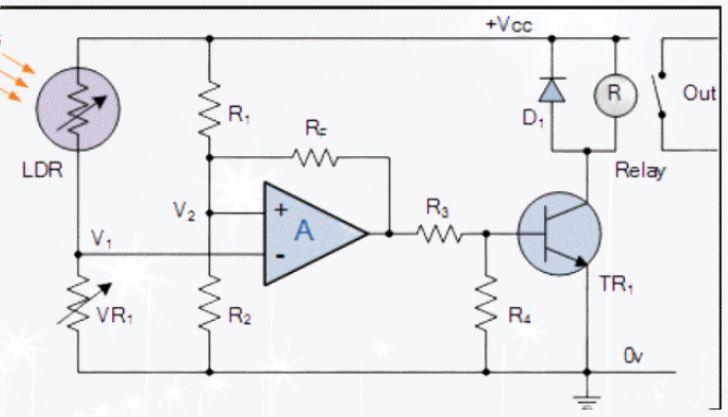 +Vcc
R₁
R
Out
D₁
RF
LDR
Relay
V₂
+
R₃
A
V₁
-
TR₁
VR₁
R₂
R₄
0v